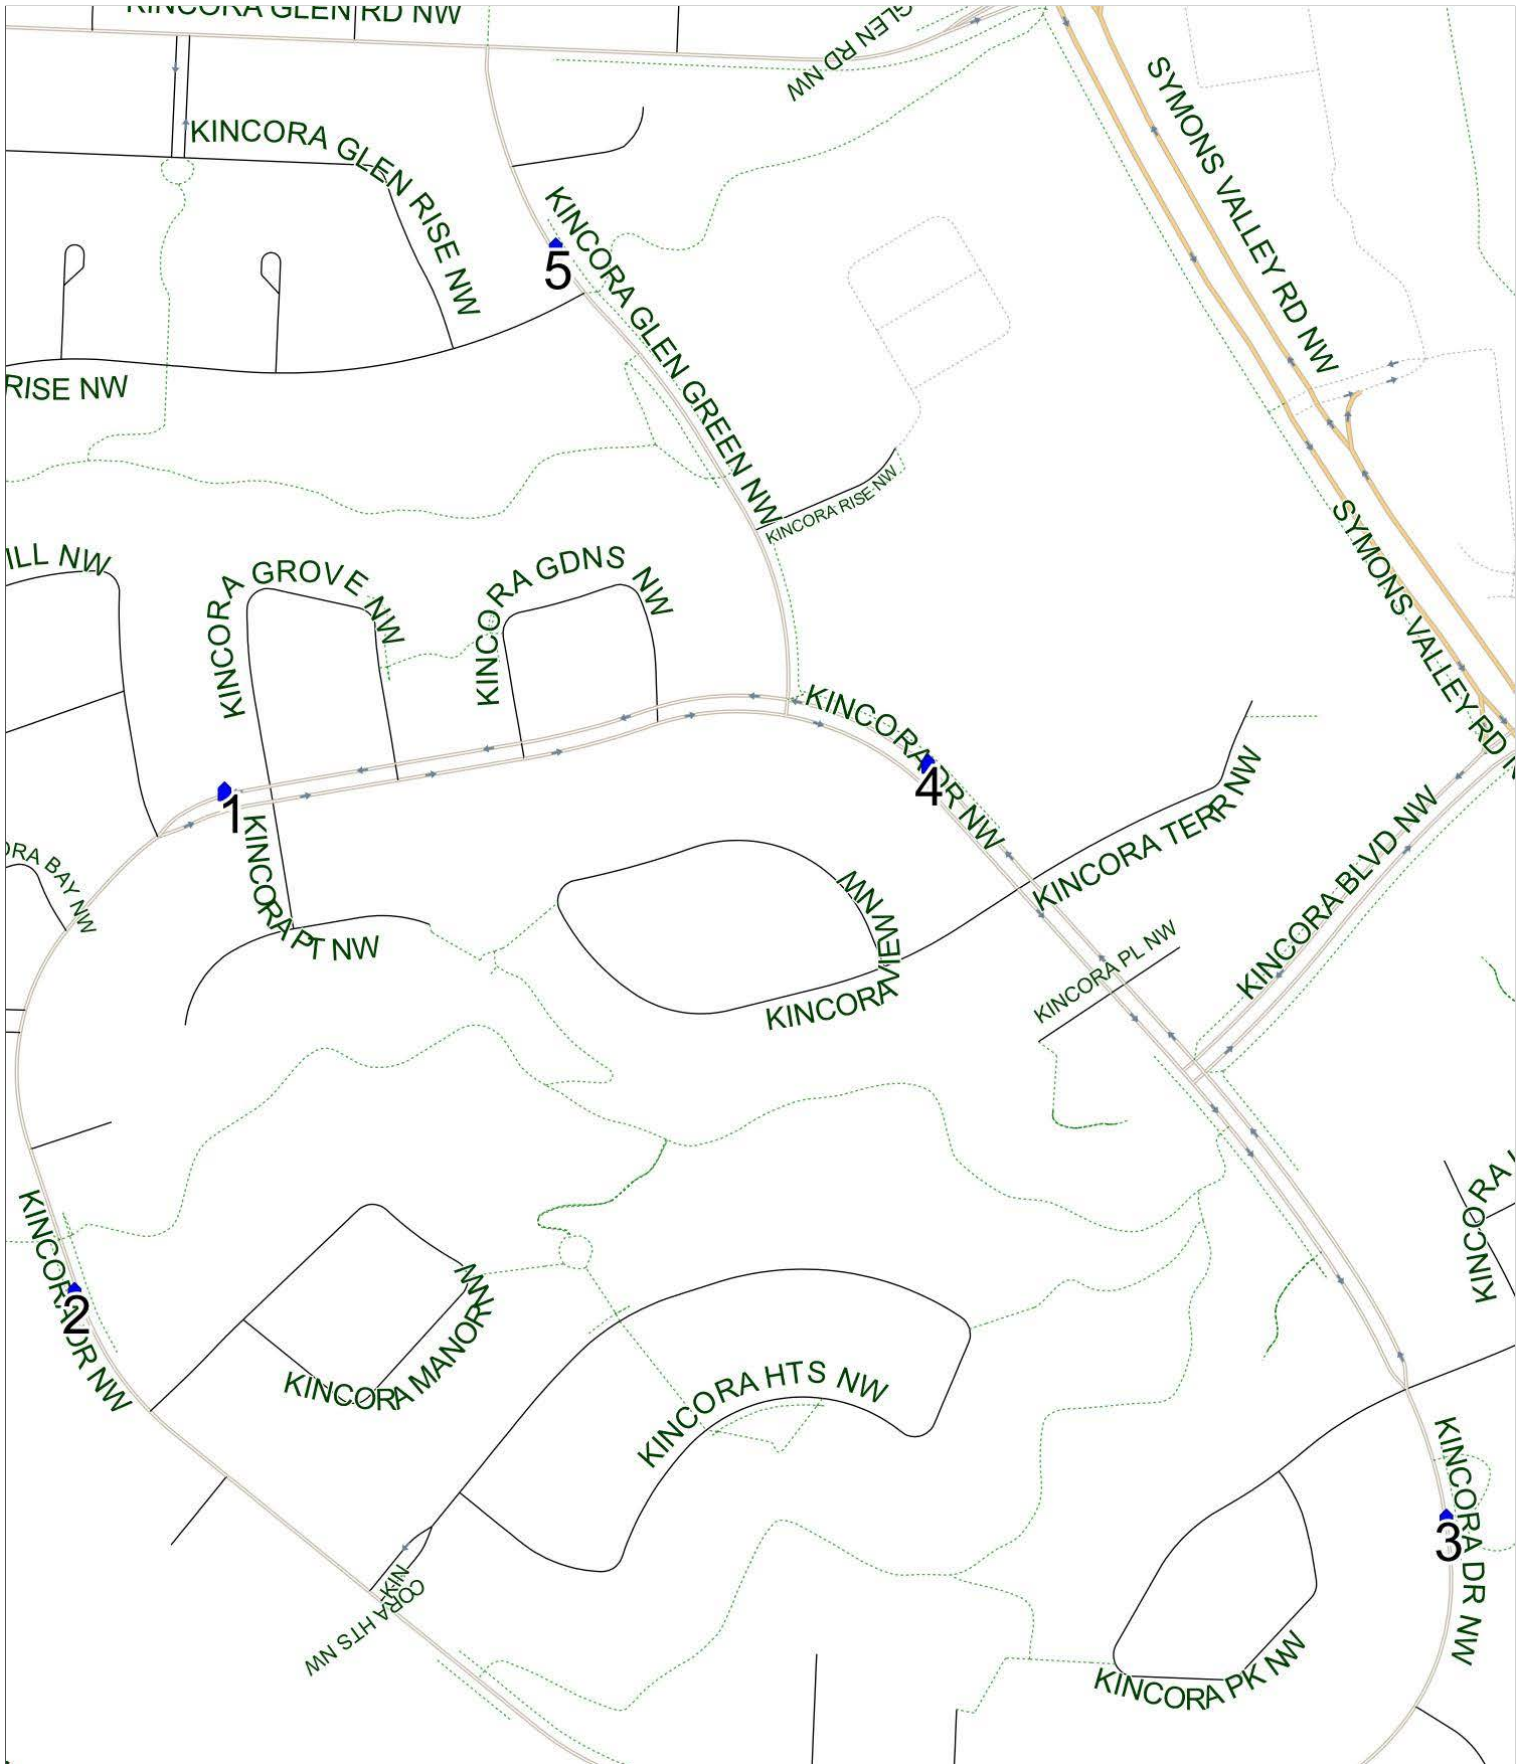 KINCORA GLEN RD NW
GLEN RD NW
SYMONS VALLEY RD NW
KINCORA GLEN RISE NW
KINCORA GLEN GREEN NW
5
RISE NW
KINCORA RISE NW
SYMONS VALLEY RD
ILL NW
KINCORA GROVE NW
KINCORA GDNS NW
KINCORA DR NW
4
1
KINCORA TERR NW
KINCORA BLVD NW
ORA BAY NW
KINCORA PT NW
KINCORA VIEW NW
KINCORA PL NW
KINCORA DR NW
2
KINCORA MANOR NW
KINCORA HTS NW
KINCO
RA
KINCORA DR NW
3
KIN-
CORA HTS NW
KINCORA PK NW